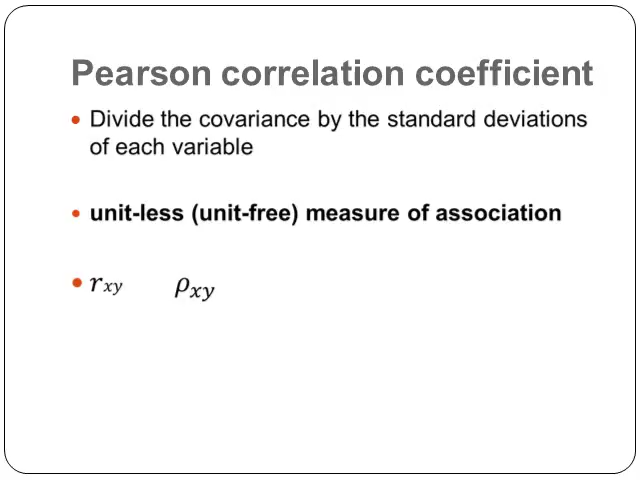 Pearson correlation coefficient
• Divide the covariance by the standard deviations
of each variable
• unit-less (unit-free) measure of association
• 𝑟𝑥𝑦 𝜌𝑥𝑦